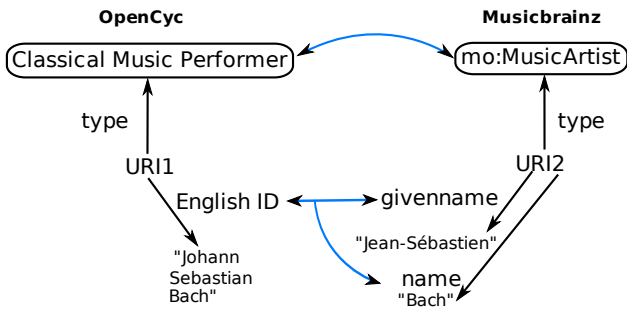 OpenCyc
Musicbrainz
Classical Music Performer
mo:MusicArtist
type
type
URI1
URI2
English ID
givenname
"Jean-Sébastien"
"Johann
Sebastian
Bach"
name
"Bach"